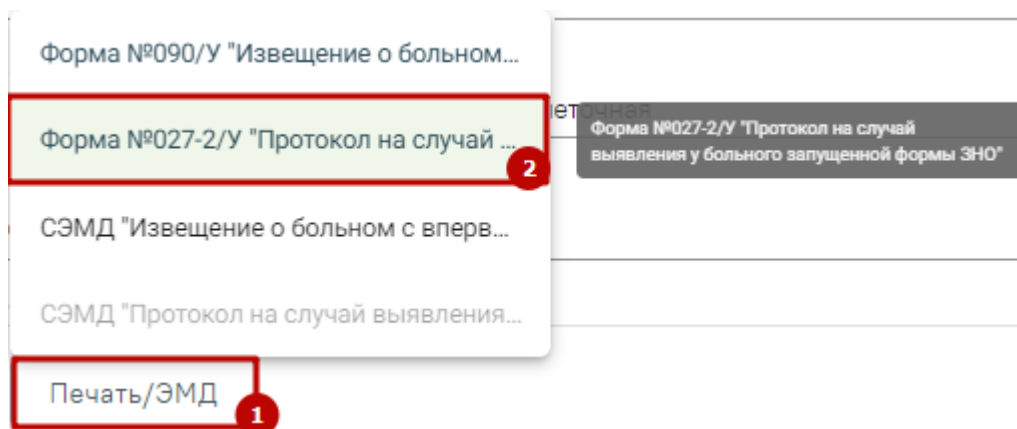 Форма №090/У "Извещение о больном...
Форма №027-2/У "Протокол на случай ...
2
Форма №027-2/У "Протокол на случай
выявления у больного запущенной формы ЗНО"
СЭМД "Извещение о больном с вперв...
СЭМД "Протокол на случай выявления...
Печать/ЭМД
1